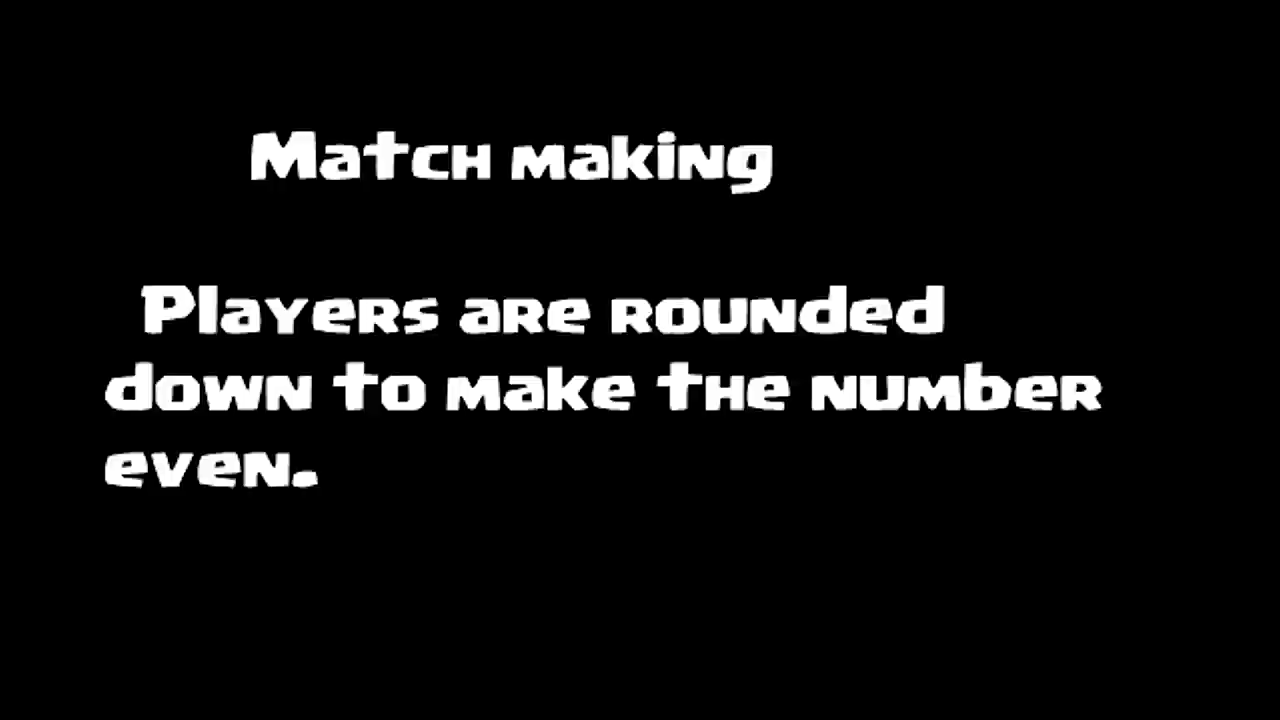 Match making
Players are rounded
down to make the number
even.